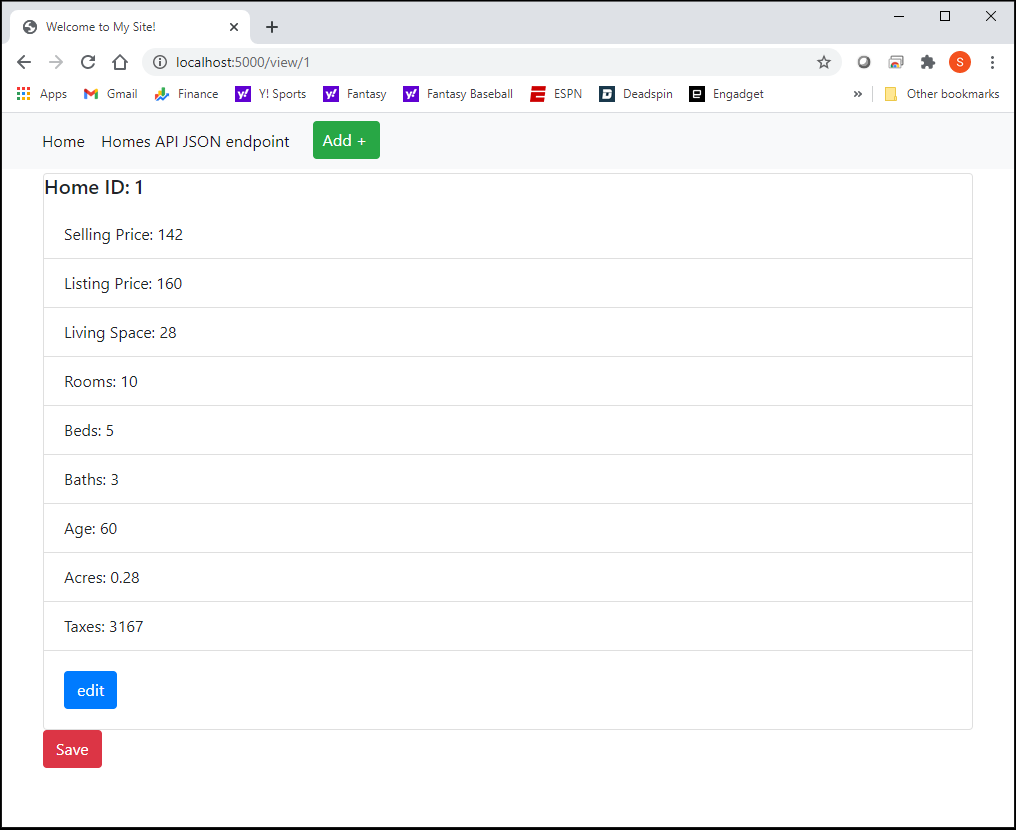 Welcome to My Site!
localhost:5000/view/1
S
Apps Gmail Finance y! Y! Sports y! Fantasy y! Fantasy Baseball ESPN D Deadspin e Engadget » Other bookmarks
Home Homes API JSON endpoint Add +
Home ID: 1
Selling Price: 142
Listing Price: 160
Living Space: 28
Rooms: 10
Beds: 5
Baths: 3
Age: 60
Acres: 0.28
Taxes: 3167
edit
Save